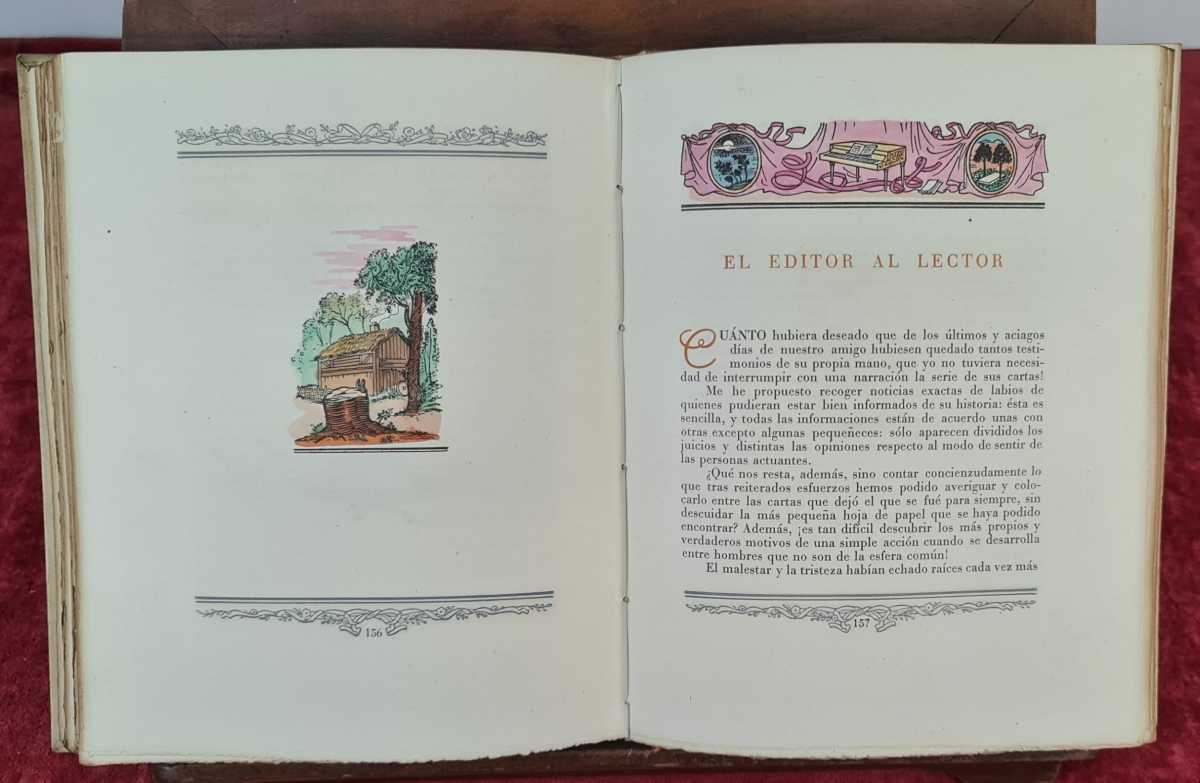 156
EL EDITOR AL LECTOR
CUÁNTO hubiera deseado que de los últimos y aciagos
días de nuestro amigo hubiesen quedado tantos testi-
monios de su propia mano, que yo no tuviera necesi-
dad de interrumpir con una narración la serie de sus cartas!
Me he propuesto recoger noticias exactas de labios de
quienes pudieran estar bien informados de su historia: ésta es
sencilla, y todas las informaciones están de acuerdo unas con
otras excepto algunas pequeñeces: sólo aparecen divididos los
juicios y distintas las opiniones respecto al modo de sentir de
las personas actuantes.
¿Qué nos resta, además, sino contar concienzudamente lo
que tras reiterados esfuerzos hemos podido averiguar y colo-
carlo entre las cartas que dejó el que se fué para siempre, sin
descuidar la más pequeña hoja de papel que se haya podido
encontrar? Además, ¡es tan difícil descubrir los más propios y
verdaderos motivos de una simple acción cuando se desarrolla
entre hombres que no son de la esfera común!
El malestar y la tristeza habían echado raíces cada vez más
157